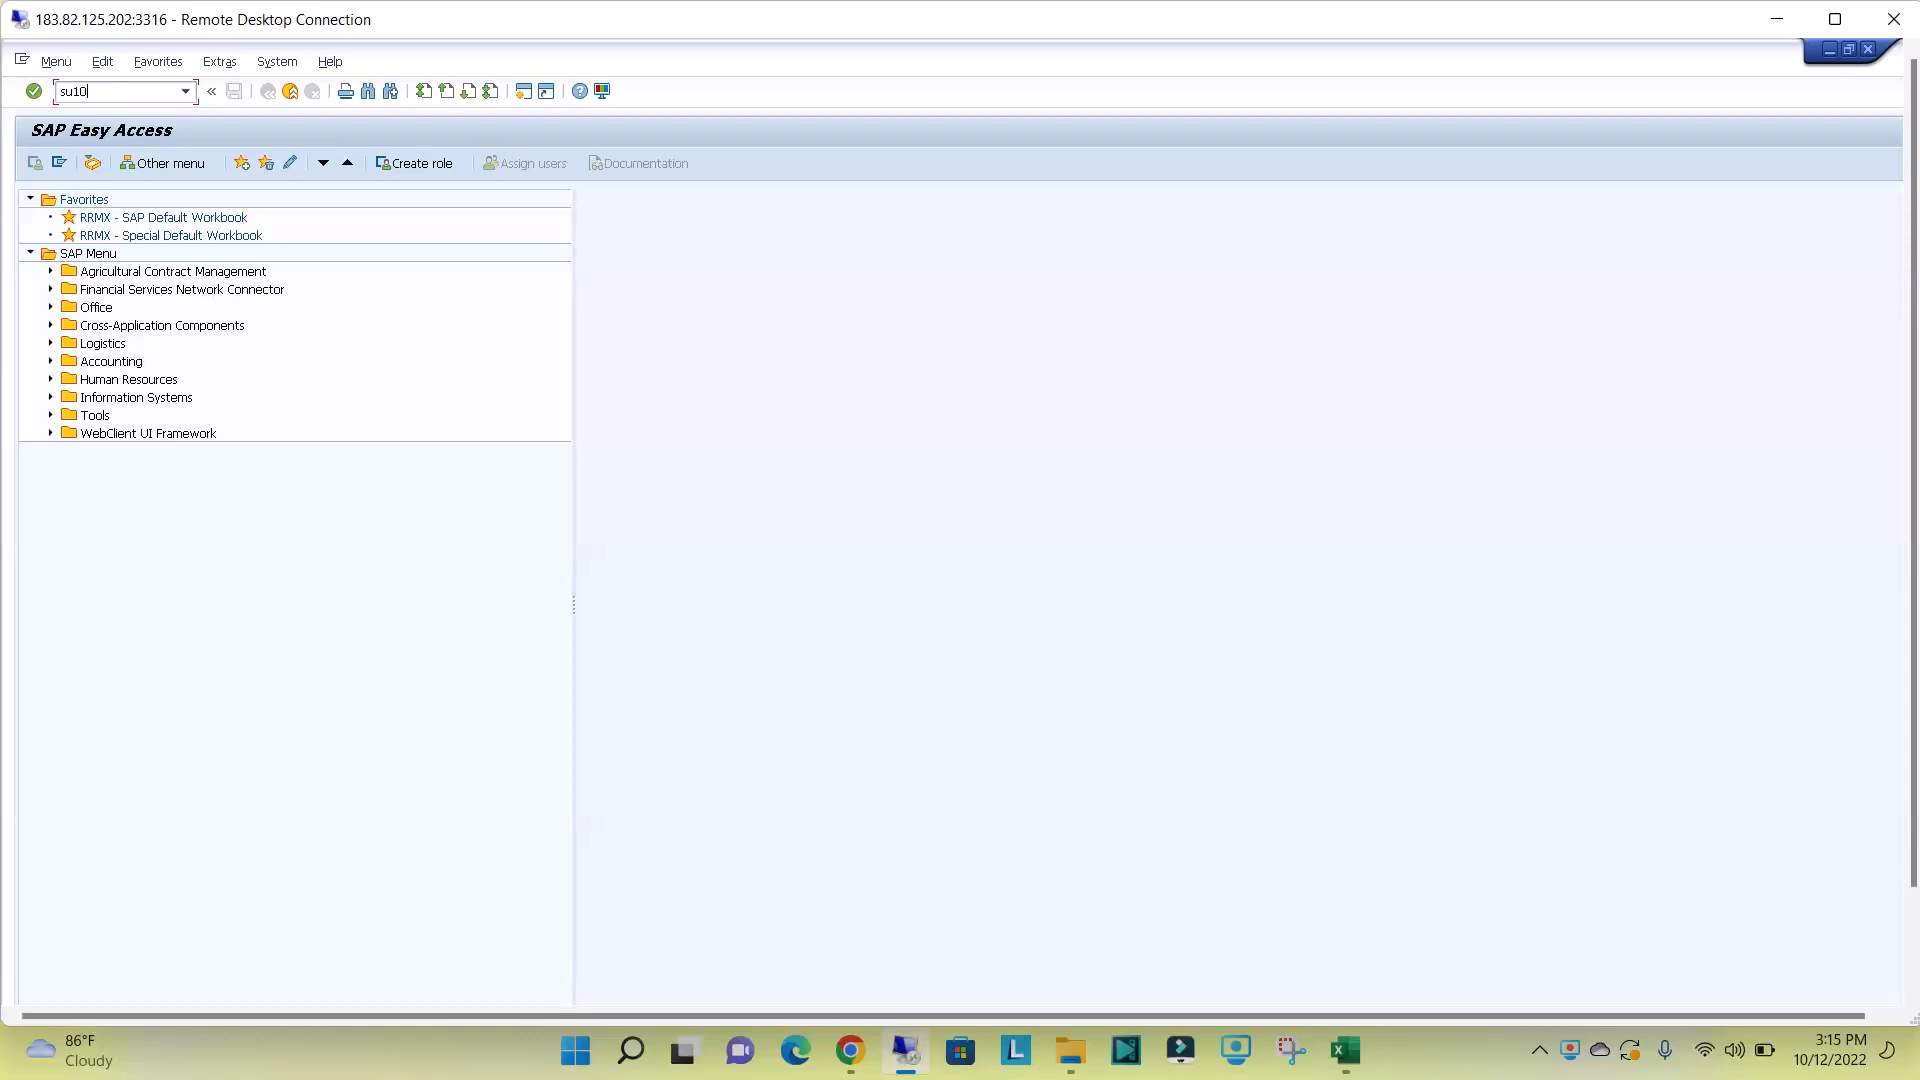 183.82.125.202:3316 - Remote Desktop Connection
Menu Edit Favorites Extras System Help
su10
SAP Easy Access
Other menu Create role Assign users Documentation
Favorites
RRMX - SAP Default Workbook
RRMX - Special Default Workbook
SAP Menu
Agricultural Contract Management
Financial Services Network Connector
Office
Cross-Application Components
Logistics
Accounting
Human Resources
Information Systems
Tools
WebClient UI Framework
86°F
Cloudy
3:15 PM
10/12/2022